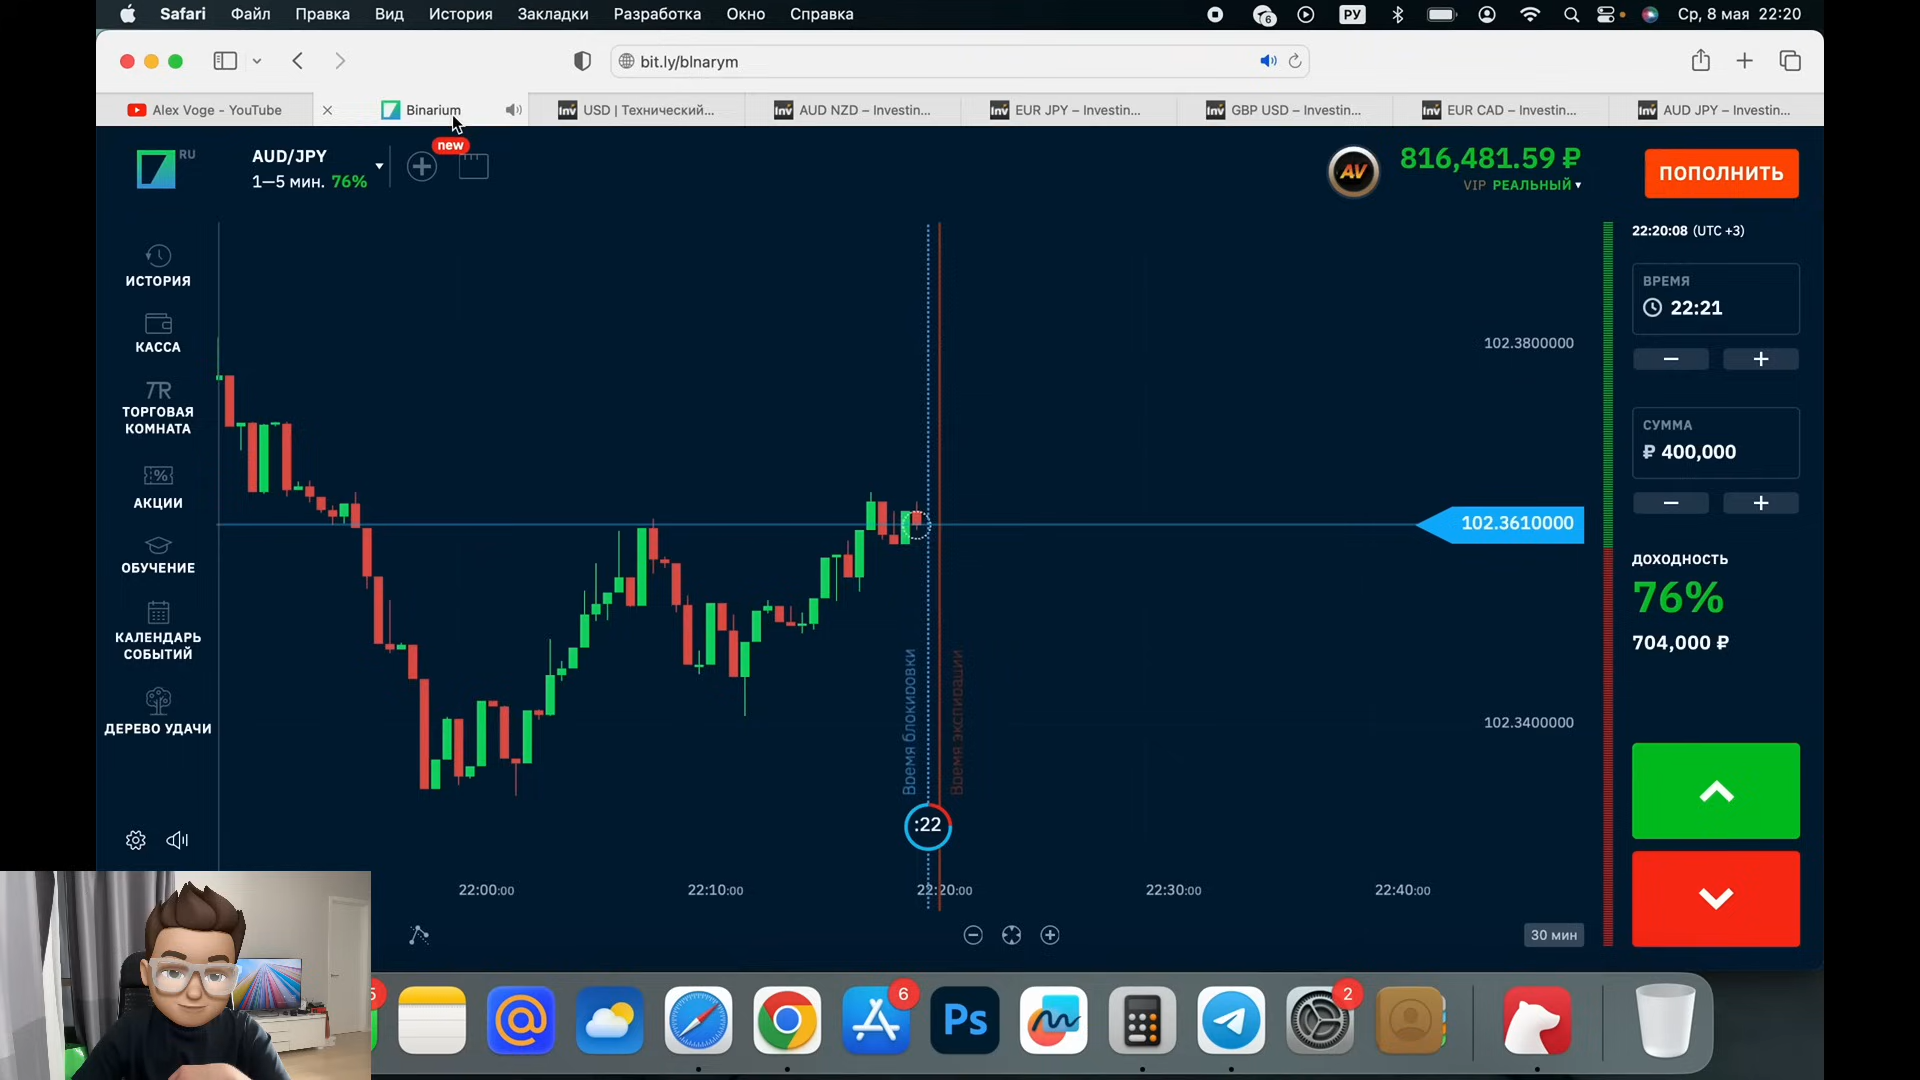 Safari Файл Правка Вид История Закладки Разработка Окно Справка
6
РУ
Ср, 8 мая 22:20
bit.ly/bInarym
Alex Voge - YouTube
Binarium
USD | Технический...
AUD NZD – Investin...
EUR JPY – Investin...
GBP USD – Investin...
EUR CAD – Investin...
AUD JPY – Investin...
RU
AUD/JPY
1—5 мин. 76%
new
AV
816,481.59 ₽
VIP РЕАЛЬНЫЙ
ПОПОЛНИТЬ
ИСТОРИЯ
КАССА
TR
ТОРГОВАЯ
КОМНАТА
%
АКЦИИ
ОБУЧЕНИЕ
КАЛЕНДАРЬ
СОБЫТИЙ
ДЕРЕВО УДАЧИ
102.3800000
102.3610000
102.3400000
Время блокировки
Время экспирации
:22
22:00:00
22:10:00
22:20:00
22:30:00
22:40:00
30 мин
22:20:08 (UTC +3)
ВРЕМЯ
22:21
СУММА
₽ 400,000
ДОХОДНОСТЬ
76%
704,000 ₽
5
6
Ps
2